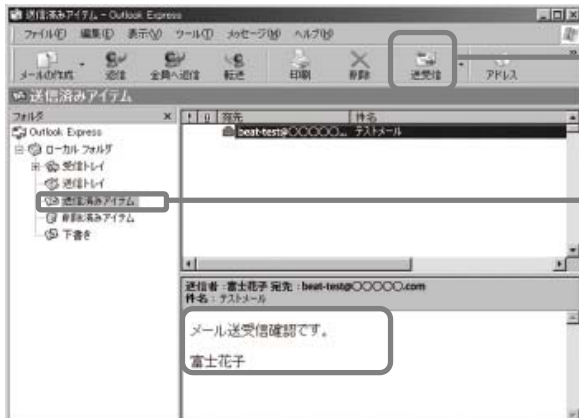 送信済みアイテム - Outlook Express
ファイル(F) 編集(E) 表示(V) ツール(T) メッセージ(M) ヘルプ(H)
メールの作成 返信 全員へ返信 転送 印刷 削除 送受信 アドレス
送信済みアイテム
フォルダ × ! 宛先 件名
Outlook Express
beat-test@○○○○○... テストメール
ローカル フォルダ
受信トレイ
送信トレイ
送信済みアイテム
削除済みアイテム
下書き
送信者:富士花子 宛先:beat-test@○○○○○.com
件名:テストメール
メール送受信確認です。
富士花子